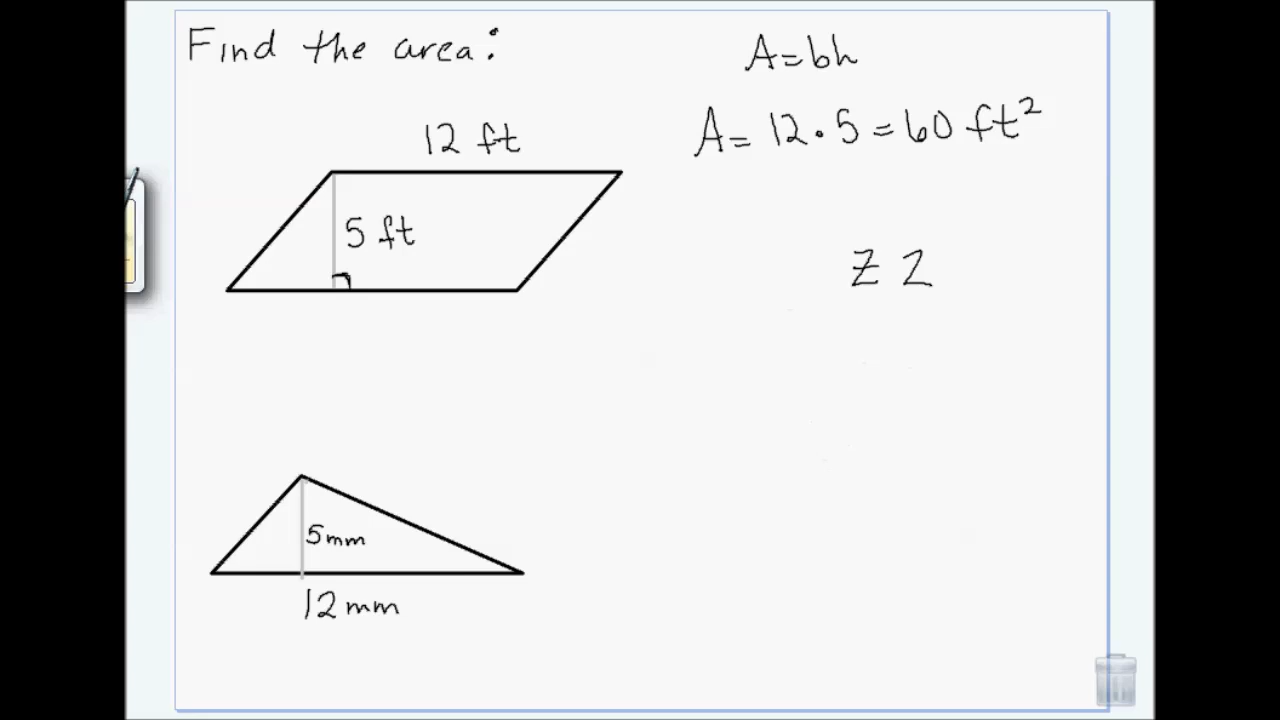 Find the area:
A=bh
A= 12•5=60 ft²
12 ft
5 ft
Z 2
5mm
12mm